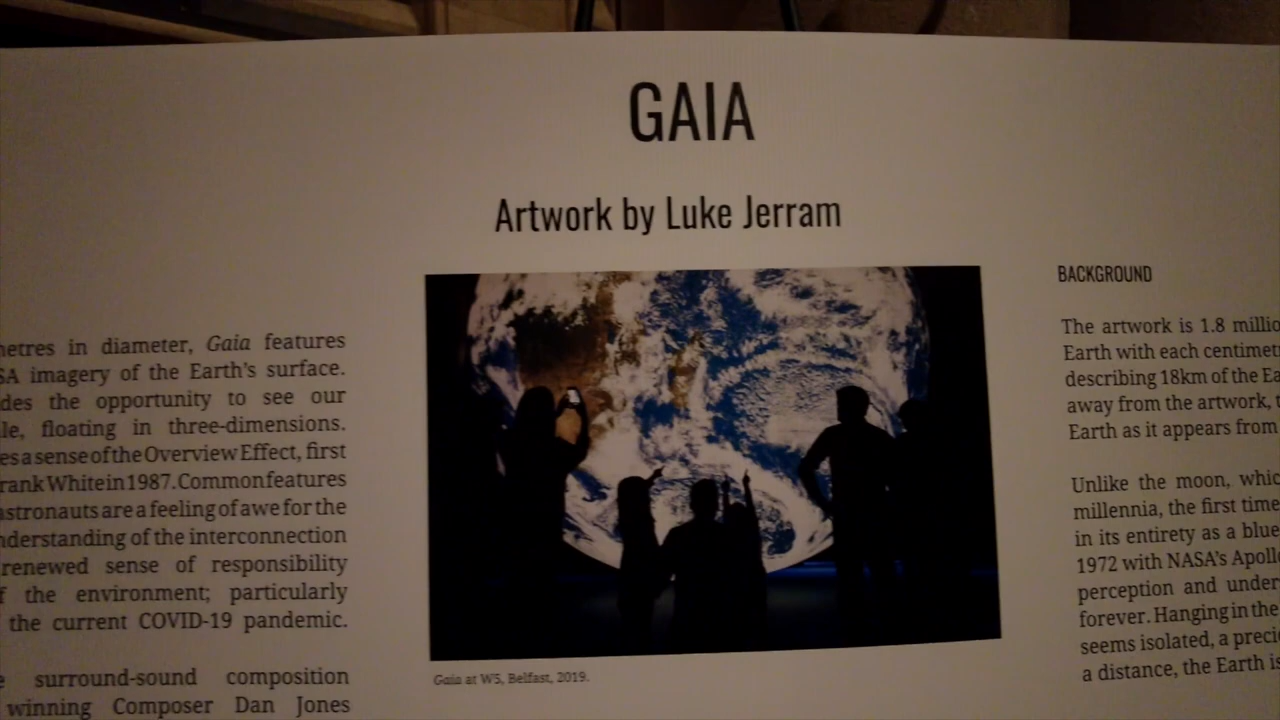 GAIA
Artwork by Luke Jerram
metres in diameter, Gaia features
SA imagery of the Earth's surface.
des the opportunity to see our
le, floating in three-dimensions.
es a sense of the Overview Effect, first
rank White in 1987. Common features
astronauts are a feeling of awe for the
nderstanding of the interconnection
renewed sense of responsibility
f the environment; particularly
the current COVID-19 pandemic.
e surround-sound composition
winning Composer Dan Jones
Gaia at W5, Belfast, 2019.
BACKGROUND
The artwork is 1.8 millio
Earth with each centimetr
describing 18km of the Ea
away from the artwork, t
Earth as it appears from
Unlike the moon, whic
millennia, the first time
in its entirety as a blue
1972 with NASA's Apoll
perception and under
forever. Hanging in the
seems isolated, a preci
a distance, the Earth is